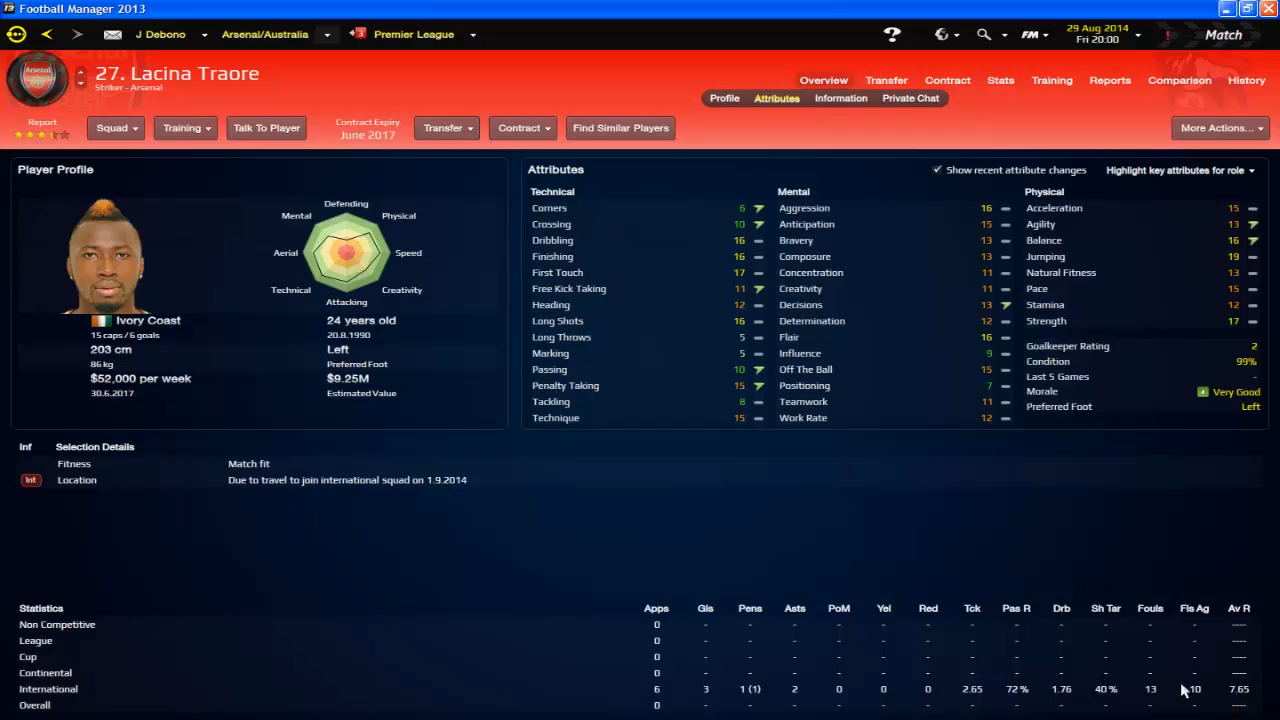 Football Manager 2013
J Debono Arsenal/Australia 3 Premier League ? FM 29 Aug 2014 Fri 20:00 ! Match
Arsenal
27. Lacina Traore
Striker - Arsenal
Overview Transfer Contract Stats Training Reports Comparison History
Profile Attributes Information Private Chat
Report Squad Training Talk To Player Contract Expiry June 2017 Transfer Contract Find Similar Players More Actions...
Player Profile
Defending
Mental Physical
Aerial Speed
Technical Creativity
Attacking
Ivory Coast 24 years old
15 caps / 6 goals 20.8.1990
203 cm Left
86 kg Preferred Foot
$52,000 per week $9.25M
30.6.2017 Estimated Value
Attributes Show recent attribute changes Highlight key attributes for role
Technical Mental Physical
Corners 6 Aggression 16 Acceleration 15
Crossing 10 Anticipation 15 Agility 13
Dribbling 16 Bravery 13 Balance 16
Finishing 16 Composure 13 Jumping 19
First Touch 17 Concentration 11 Natural Fitness 13
Free Kick Taking 11 Creativity 11 Pace 15
Heading 12 Decisions 13 Stamina 12
Long Shots 16 Determination 12 Strength 17
Long Throws 5 Flair 16
Marking 5 Influence 9
Passing 10 Off The Ball 15
Penalty Taking 15 Positioning 7
Tackling 8 Teamwork 11
Technique 15 Work Rate 12
Goalkeeper Rating 2
Condition 99%
Last 5 Games -
Morale Very Good
Preferred Foot Left
Inf Selection Details
Fitness Match fit
Int Location Due to travel to join international squad on 1.9.2014
Statistics Apps Gls Pens Asts PoM Yel Red Tck Pas R Drb Sh Tar Fouls Fls Ag Av R
Non Competitive 0 - - - - - - - - - - - - ----
League 0 - - - - - - - - - - - - ----
Cup 0 - - - - - - - - - - - - ----
Continental 0 - - - - - - - - - - - - ----
International 6 3 1 (1) 2 0 0 0 2.65 72 % 1.76 40 % 13 10 7.65
Overall 0 - - - - - - - - - - - - ----